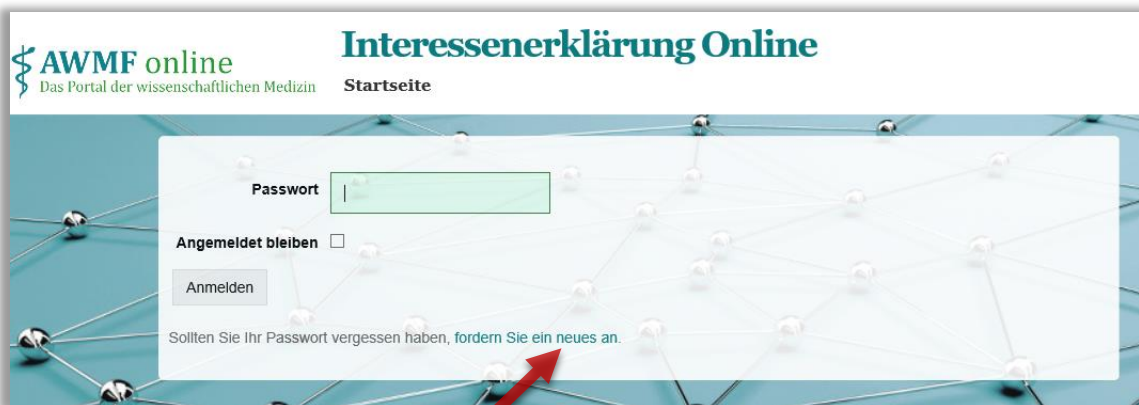 AWMF online
Das Portal der wissenschaftlichen Medizin
Interessenerklärung Online
Startseite
Passwort
Angemeldet bleiben
Anmelden
Sollten Sie Ihr Passwort vergessen haben, fordern Sie ein neues an.